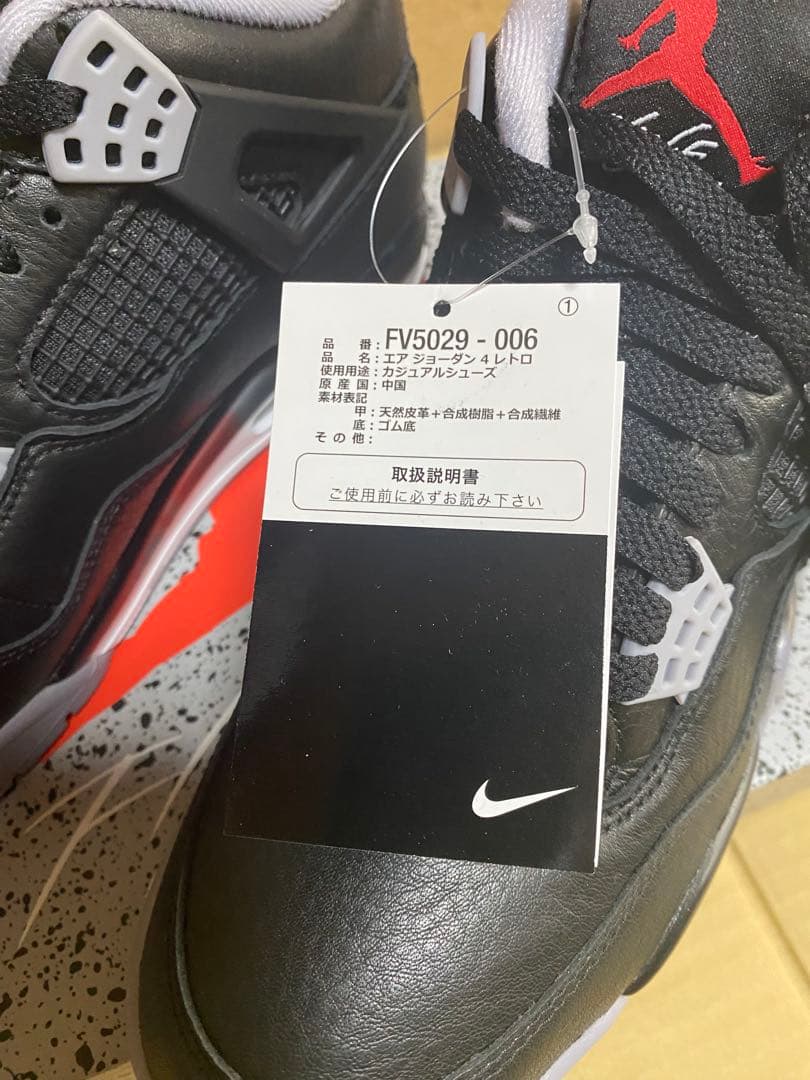 ①
品 番：FV5029 - 006
品 名：エア ジョーダン 4 レトロ
使用用途：カジュアルシューズ
原 産 国：中国
素材表記
甲：天然皮革＋合成樹脂＋合成繊維
底：ゴム底
そ の 他：
取扱説明書
ご使用前に必ずお読み下さい